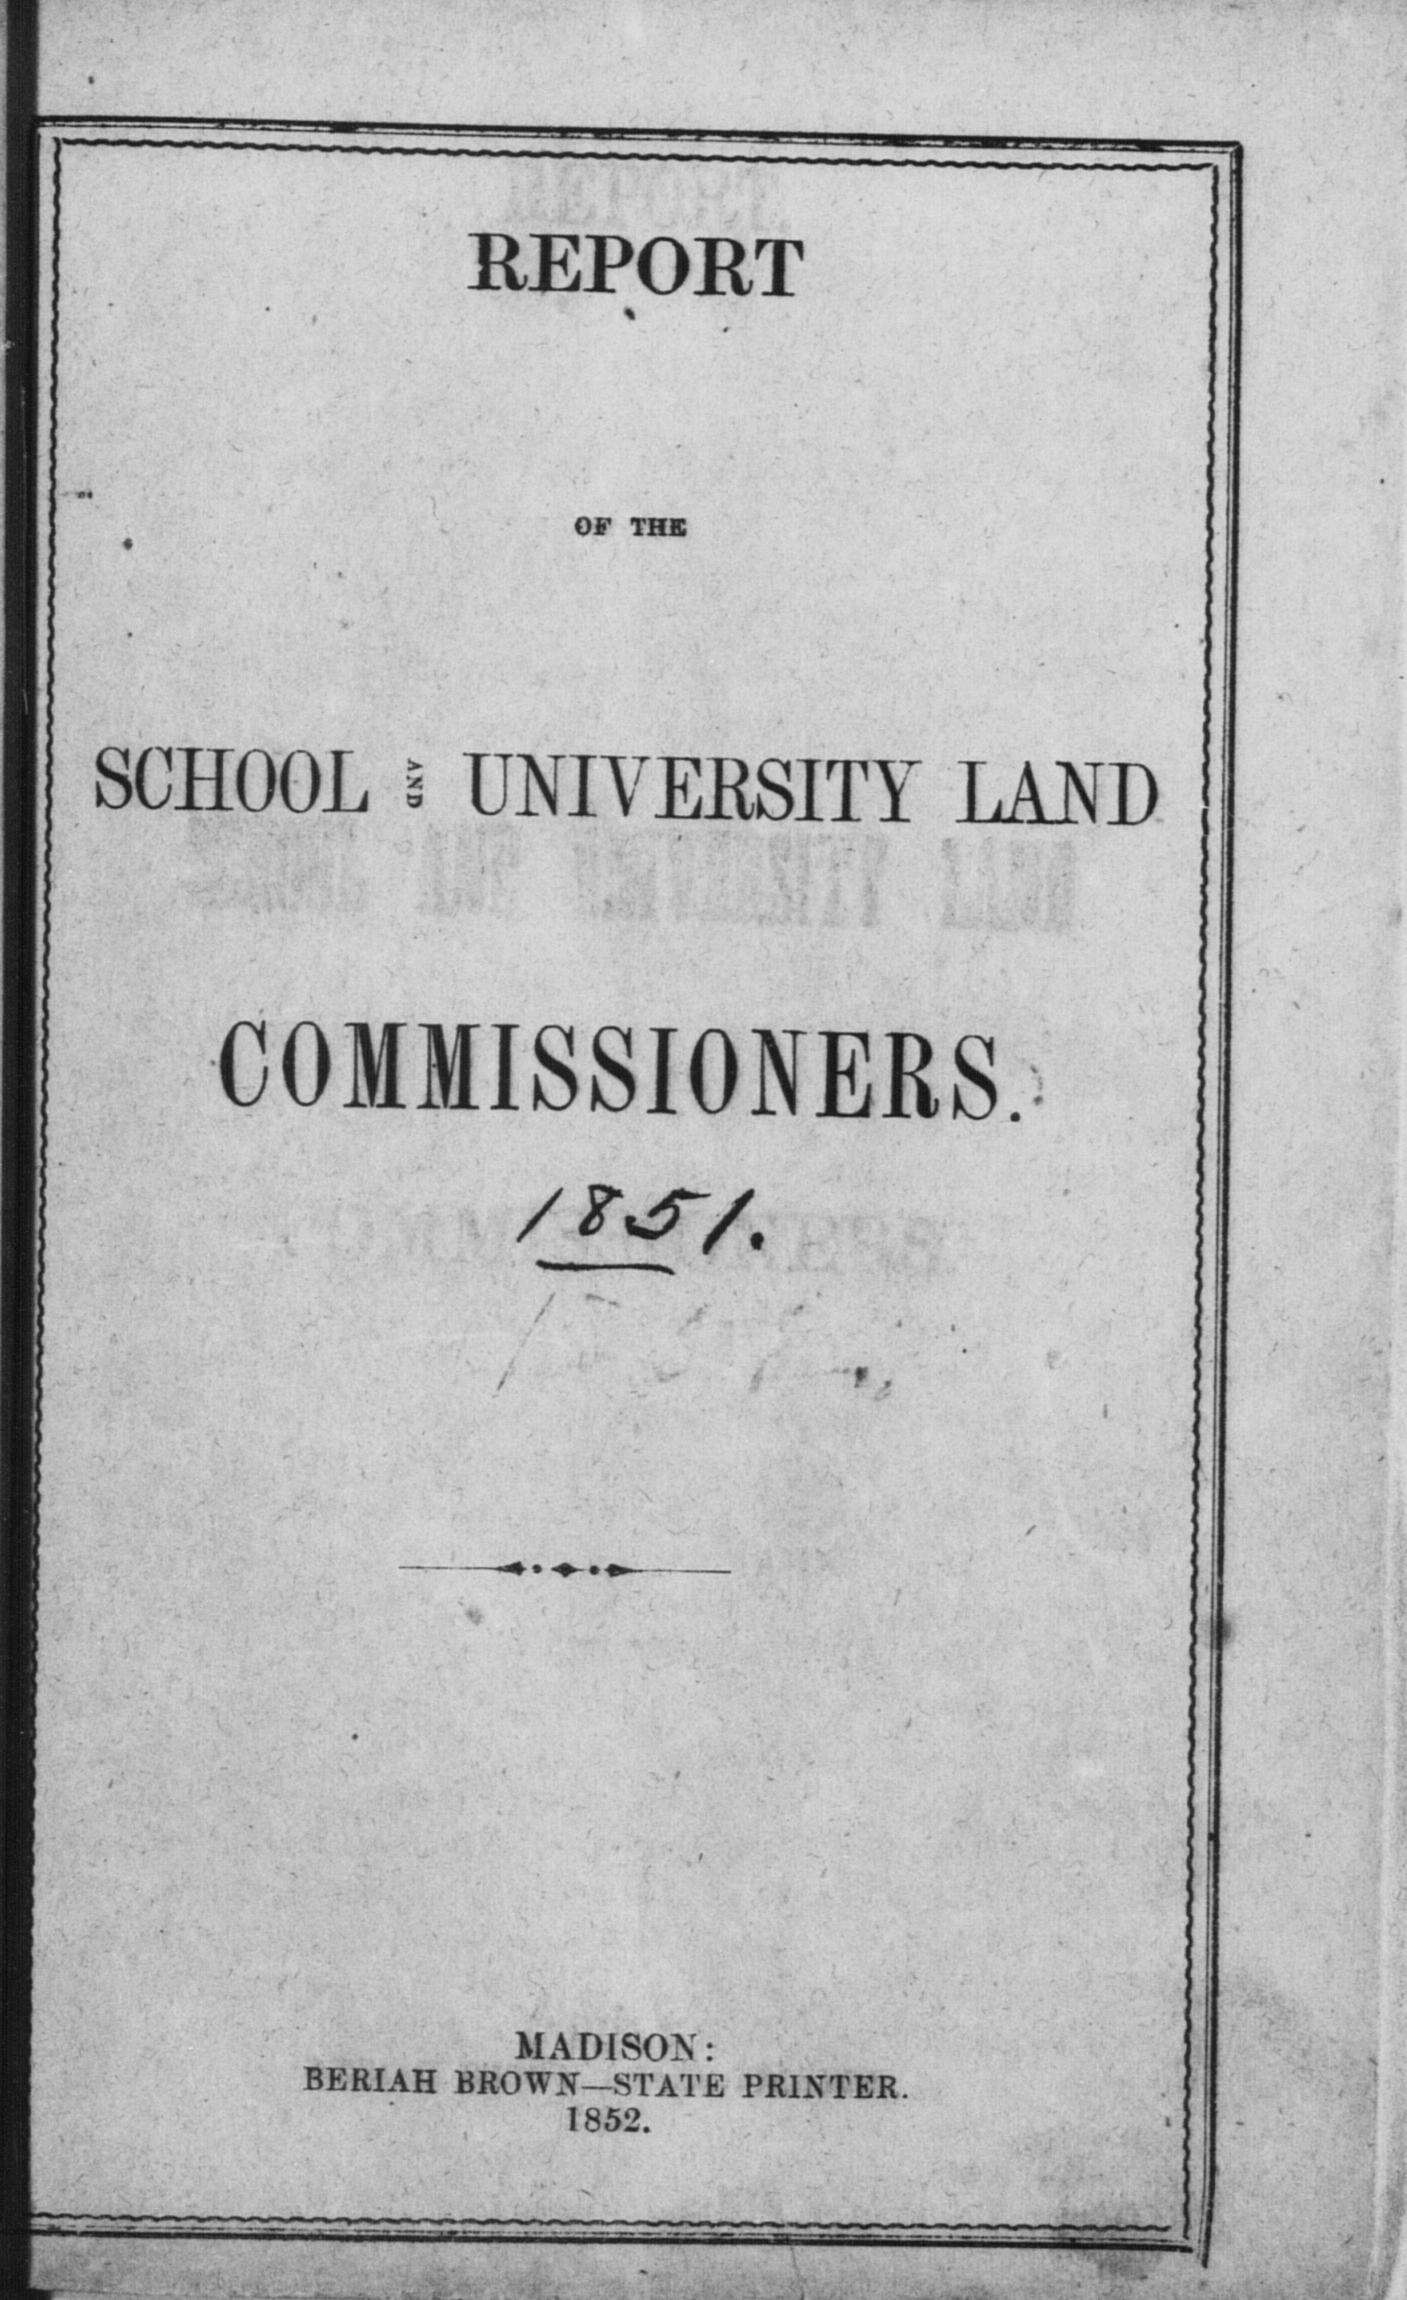 REPORT
OF THE
SCHOOL AND UNIVERSITY LAND
COMMISSIONERS.
1851.
MADISON:
BERIAH BROWN—STATE PRINTER.
1852.